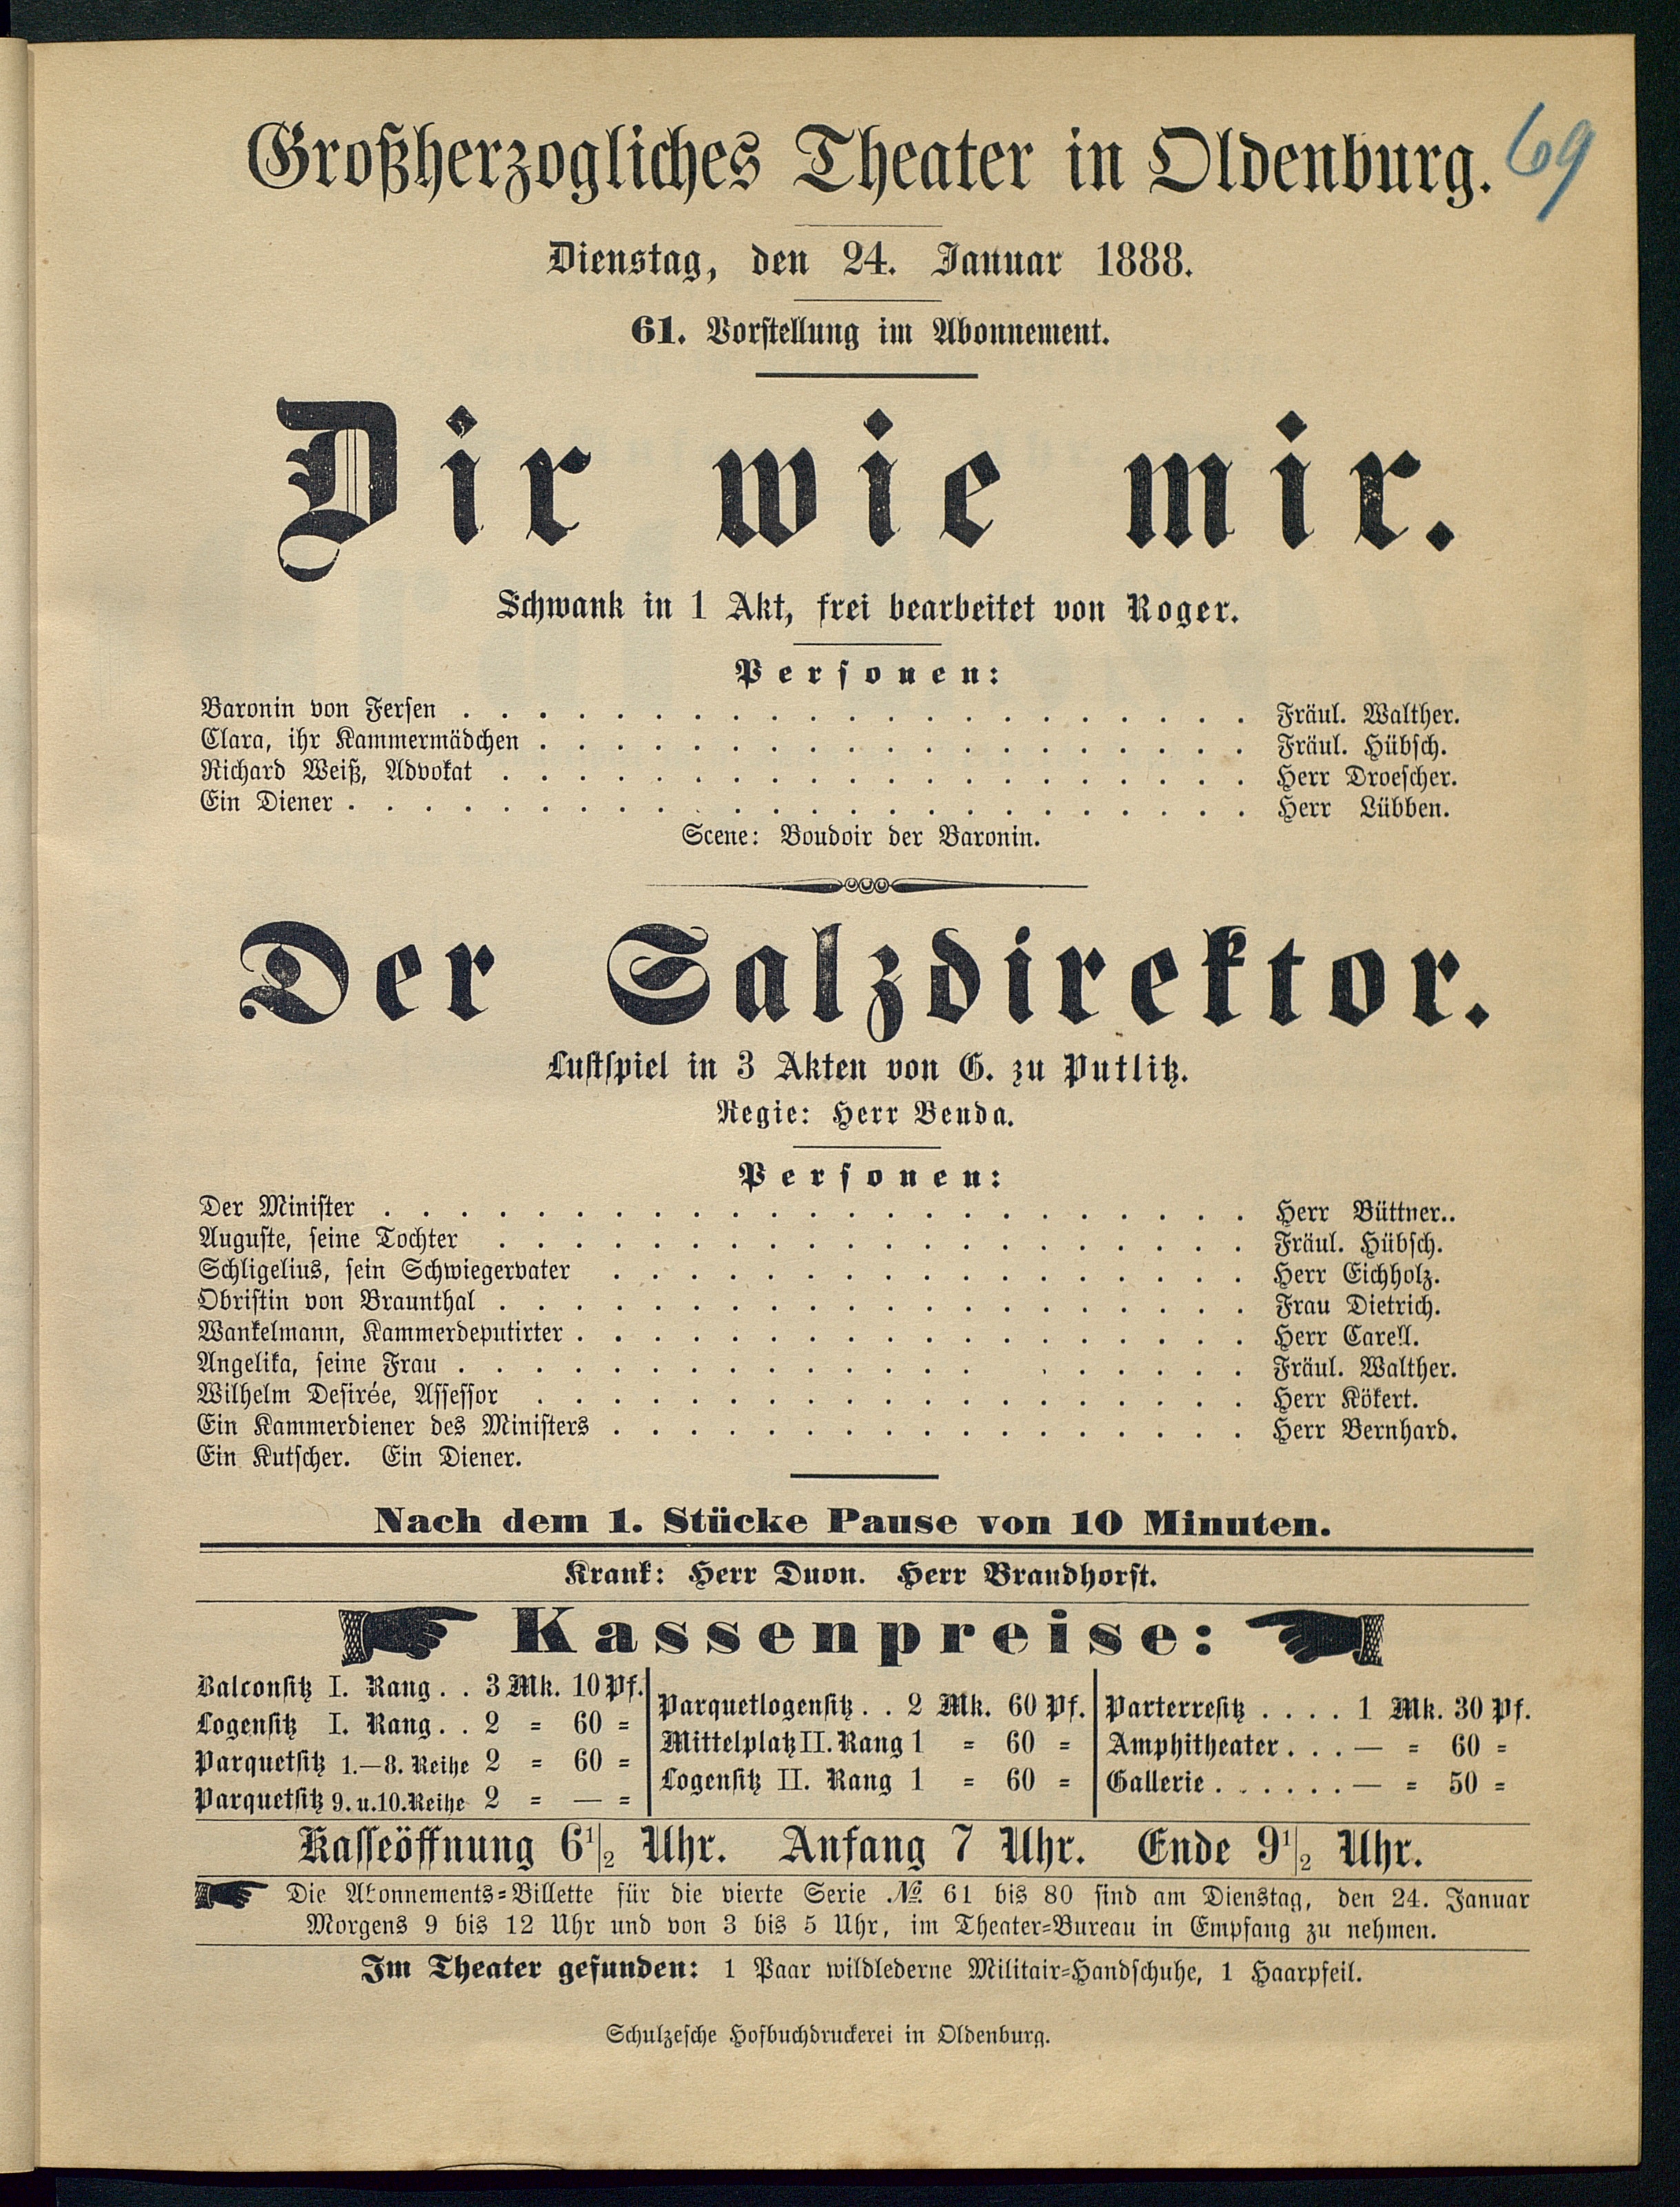 Großherzogliches Theater in Oldenburg.
69
Dienstag, den 24. Januar 1888.
61. Vorstellung im Abonnement.
Dir wie mir.
Schwank in 1 Akt, frei bearbeitet von Roger.
Personen:
Baronin von Fersen . . . . . . . . . . . . . . . . . . . . Fräul. Walther.
Clara, ihr Kammermädchen . . . . . . . . . . . . . . . . . . Fräul. Hübsch.
Richard Weiß, Advokat . . . . . . . . . . . . . . . . . . . Herr Droescher.
Ein Diener . . . . . . . . . . . . . . . . . . . . . . . Herr Lübben.
Scene: Boudoir der Baronin.
Der Salzdirektor.
Lustspiel in 3 Akten von G. zu Putlitz.
Regie: Herr Benda.
Personen:
Der Minister . . . . . . . . . . . . . . . . . . . . . . Herr Büttner..
Auguste, seine Tochter . . . . . . . . . . . . . . . . . . . Fräul. Hübsch.
Schligelius, sein Schwiegervater . . . . . . . . . . . . . . . . Herr Eichholz.
Obristin von Braunthal . . . . . . . . . . . . . . . . . . . Frau Dietrich.
Wankelmann, Kammerdeputirter . . . . . . . . . . . . . . . . . Herr Carell.
Angelika, seine Frau . . . . . . . . . . . . . . . . . . . . Fräul. Walther.
Wilhelm Desirée, Assessor . . . . . . . . . . . . . . . . . . Herr Kökert.
Ein Kammerdiener des Ministers . . . . . . . . . . . . . . . . Herr Bernhard.
Ein Kutscher. Ein Diener.
Nach dem 1. Stücke Pause von 10 Minuten.
Krank: Herr Duon. Herr Brandhorst.
Kassenpreise:
Balconsitz I. Rang . . 3 Mk. 10 Pf.
Logensitz I. Rang . . 2 = 60 =
Parquetsitz 1.—8. Reihe 2 = 60 =
Parquetsitz 9. u. 10. Reihe 2 = — =
Parquetlogensitz . . 2 Mk. 60 Pf.
Mittelplatz II. Rang 1 = 60 =
Logensitz II. Rang 1 = 60 =
Parterresitz . . . . 1 Mk. 30 Pf.
Amphitheater . . . — = 60 =
Gallerie . . . . . . — = 50 =
Kasseöffnung 6 1/2 Uhr. Anfang 7 Uhr. Ende 9 1/2 Uhr.
Die Abonnements=Billette für die vierte Serie № 61 bis 80 sind am Dienstag, den 24. Januar
Morgens 9 bis 12 Uhr und von 3 bis 5 Uhr, im Theater=Bureau in Empfang zu nehmen.
Im Theater gefunden: 1 Paar wildlederne Militair=Handschuhe, 1 Haarpfeil.
Schulzesche Hofbuchdruckerei in Oldenburg.